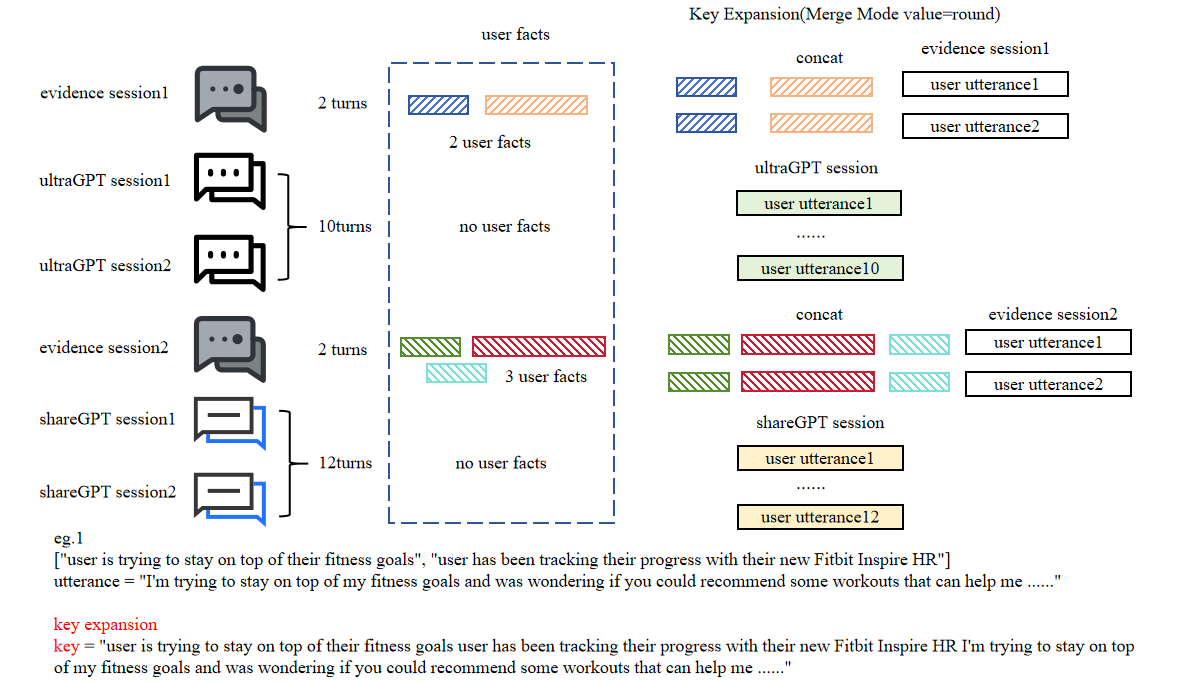 Key Expansion(Merge Mode value=round)
user facts
evidence session1
concat
evidence session1
2 turns
user utterance1
2 user facts
user utterance2
ultraGPT session1
ultraGPT session
user utterance1
10turns
no user facts
......
ultraGPT session2
user utterance10
concat
evidence session2
evidence session2
2 turns
user utterance1
3 user facts
user utterance2
shareGPT session1
shareGPT session
12turns
no user facts
user utterance1
......
shareGPT session2
user utterance12
eg.1
["user is trying to stay on top of their fitness goals", "user has been tracking their progress with their new Fitbit Inspire HR"]
utterance = "I'm trying to stay on top of my fitness goals and was wondering if you could recommend some workouts that can help me ......"
key expansion
key = "user is trying to stay on top of their fitness goals user has been tracking their progress with their new Fitbit Inspire HR I'm trying to stay on top
of my fitness goals and was wondering if you could recommend some workouts that can help me ......"